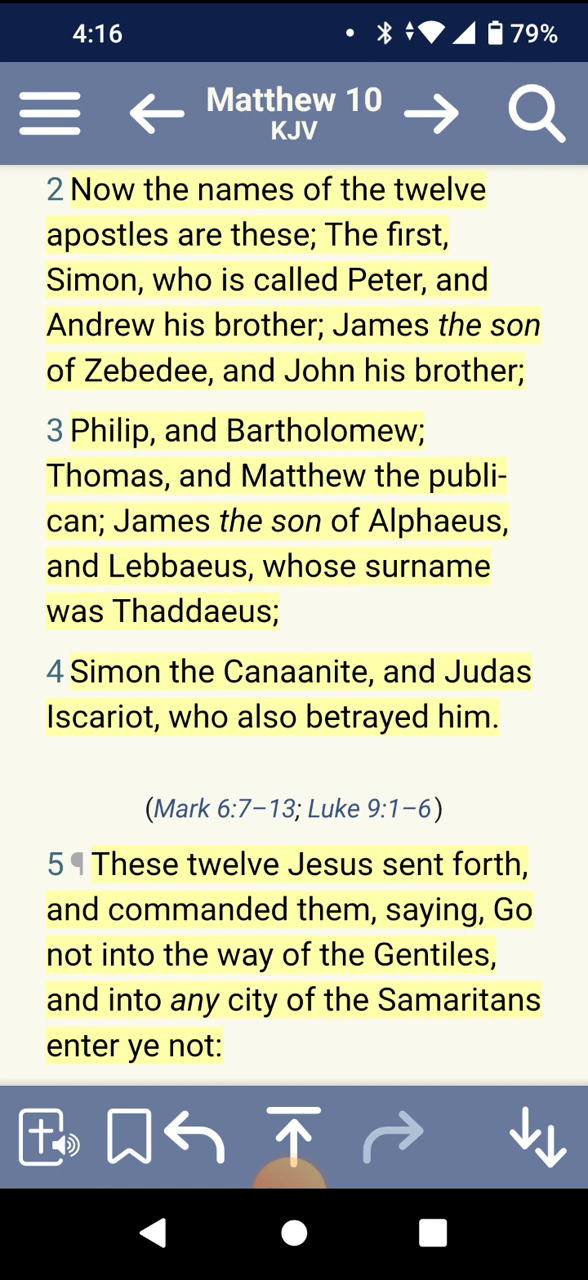 4:16
79%
Matthew 10
KJV
2 Now the names of the twelve
apostles are these; The first,
Simon, who is called Peter, and
Andrew his brother; James the son
of Zebedee, and John his brother;
3 Philip, and Bartholomew;
Thomas, and Matthew the publi-
can; James the son of Alphaeus,
and Lebbaeus, whose surname
was Thaddaeus;
4 Simon the Canaanite, and Judas
Iscariot, who also betrayed him.
(Mark 6:7–13; Luke 9:1–6)
5 ¶ These twelve Jesus sent forth,
and commanded them, saying, Go
not into the way of the Gentiles,
and into any city of the Samaritans
enter ye not: